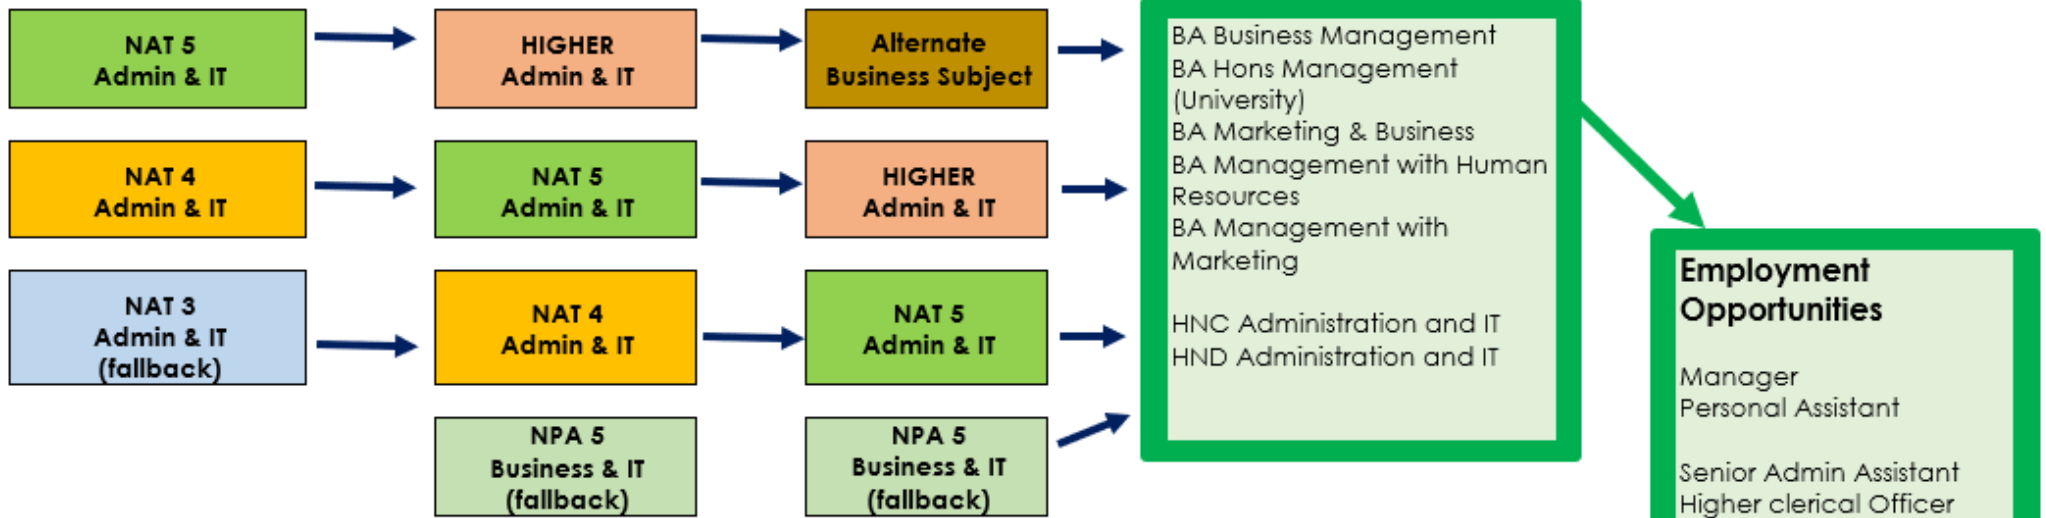 NAT 5
Admin & IT
HIGHER
Admin & IT
Alternate
Business Subject
NAT 4
Admin & IT
NAT 5
Admin & IT
HIGHER
Admin & IT
NAT 3
Admin & IT
(fallback)
NAT 4
Admin & IT
NAT 5
Admin & IT
NPA 5
Business & IT
(fallback)
NPA 5
Business & IT
(fallback)
BA Business Management
BA Hons Management
(University)
BA Marketing & Business
BA Management with Human
Resources
BA Management with
Marketing
HNC Administration and IT
HND Administration and IT
Employment
Opportunities
Manager
Personal Assistant
Senior Admin Assistant
Higher clerical Officer